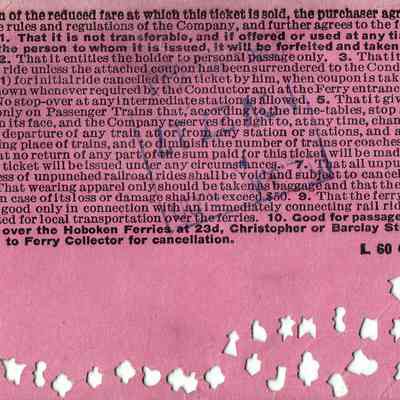 n of the reduced fare at which this ticket is sold, the purchaser ag
e rules and regulations of the Company, and further agrees to the f
1. That it is not transferable, and if offered or used at any ti
the person to whom it is issued, it will be forfeited and taken
2. That it entitles the holder to personal passage only. 3. That i
ride unless the attached coupon has been surrendered to the Cond
) for initial ride cancelled from ticket by him, when coupon is tak
own whenever required by the Conductor and at the Ferry entranc
No stop-over at any intermediate station is allowed. 5. That it giv
only on Passenger Trains that, according to the time-tables, stop
n its face, and the Company reserves the right to, at any time, chan
departure of any train at or from any station or stations, and s
ing place of trains, and limit the number of trains or coaches
at no return of any part of the sum paid for this ticket will be mad
ticket will be issued under any circumstances. 7. That all unpu
ess of unpunched railroad rides shall be void and subject to cancel
That wearing apparel only should be taken as baggage and that the
n case of its loss or damage shall not exceed $50. 9. That the ferry
good only in connection with an immediately connecting rail rid
ted for local transportation over the ferries. 10. Good for passage
over the Hoboken Ferries at 23d, Christopher or Barclay St
to Ferry Collector for cancellation.
L 60